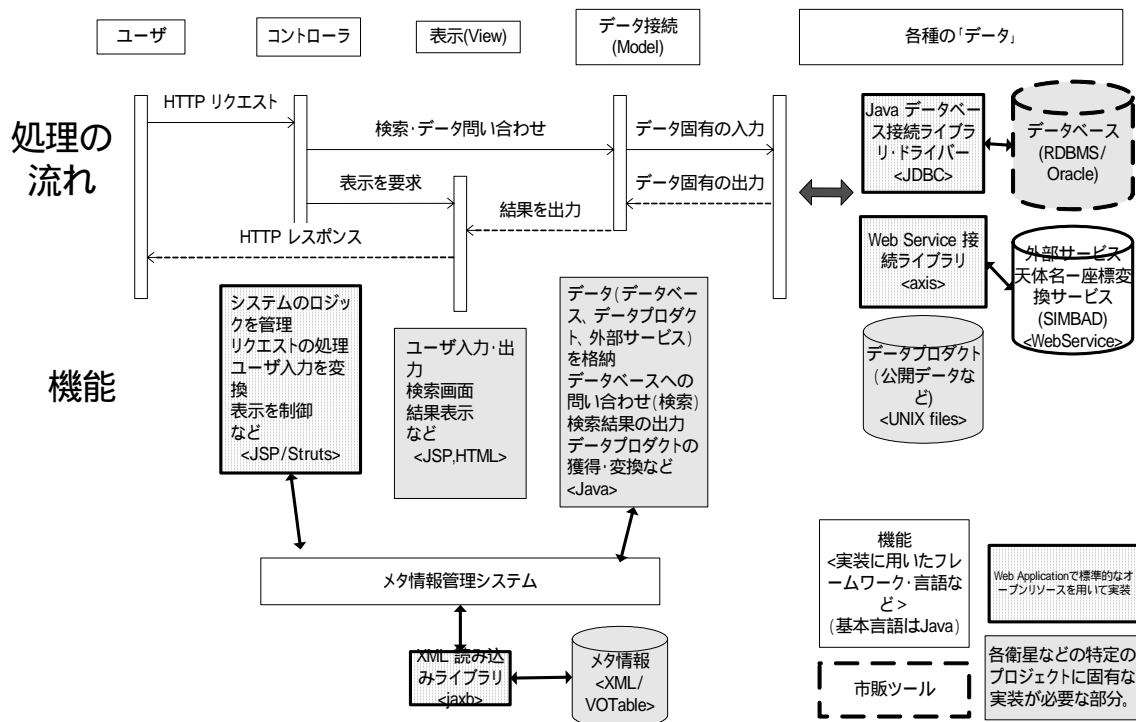 ユーザ
コントローラ
表示(View)
データ接続
(Model)
各種の「データ」
処理の
流れ
HTTP リクエスト
検索・データ問い合わせ
データ固有の入力
表示を要求
データ固有の出力
結果を出力
HTTP レスポンス
Java データベー
ス接続ライブラ
リ・ドライバー
<JDBC>
データベース
(RDBMS/
Oracle)
Web Service 接
続ライブラリ
<axis>
外部サービス
天体名ー座標変
換サービス
(SIMBAD)
<WebService>
データプロダクト
(公開データな
ど)
<UNIX files>
機能
システムのロジッ
クを管理
リクエストの処理
ユーザ入力を変
換
表示を制御
など
<JSP/Struts>
ユーザ入力・出
力
検索画面
結果表示
など
<JSP,HTML>
データ(データベー
ス、データプロダク
ト、外部サービス)
を格納
データベースへの
問い合わせ(検索)
検索結果の出力
データプロダクトの
獲得・変換など
<Java>
メタ情報管理システム
XML 読み込
みライブラリ
<jaxb>
メタ情報
<XML/
VOTable>
機能
<実装に用いたフ
レームワーク・言語な
ど>
(基本言語はJava)
Web Applicationで標準的なオ
ープンリソースを用いて実装
市販ツール
各衛星などの特定の
プロジェクトに固有な
実装が必要な部分。